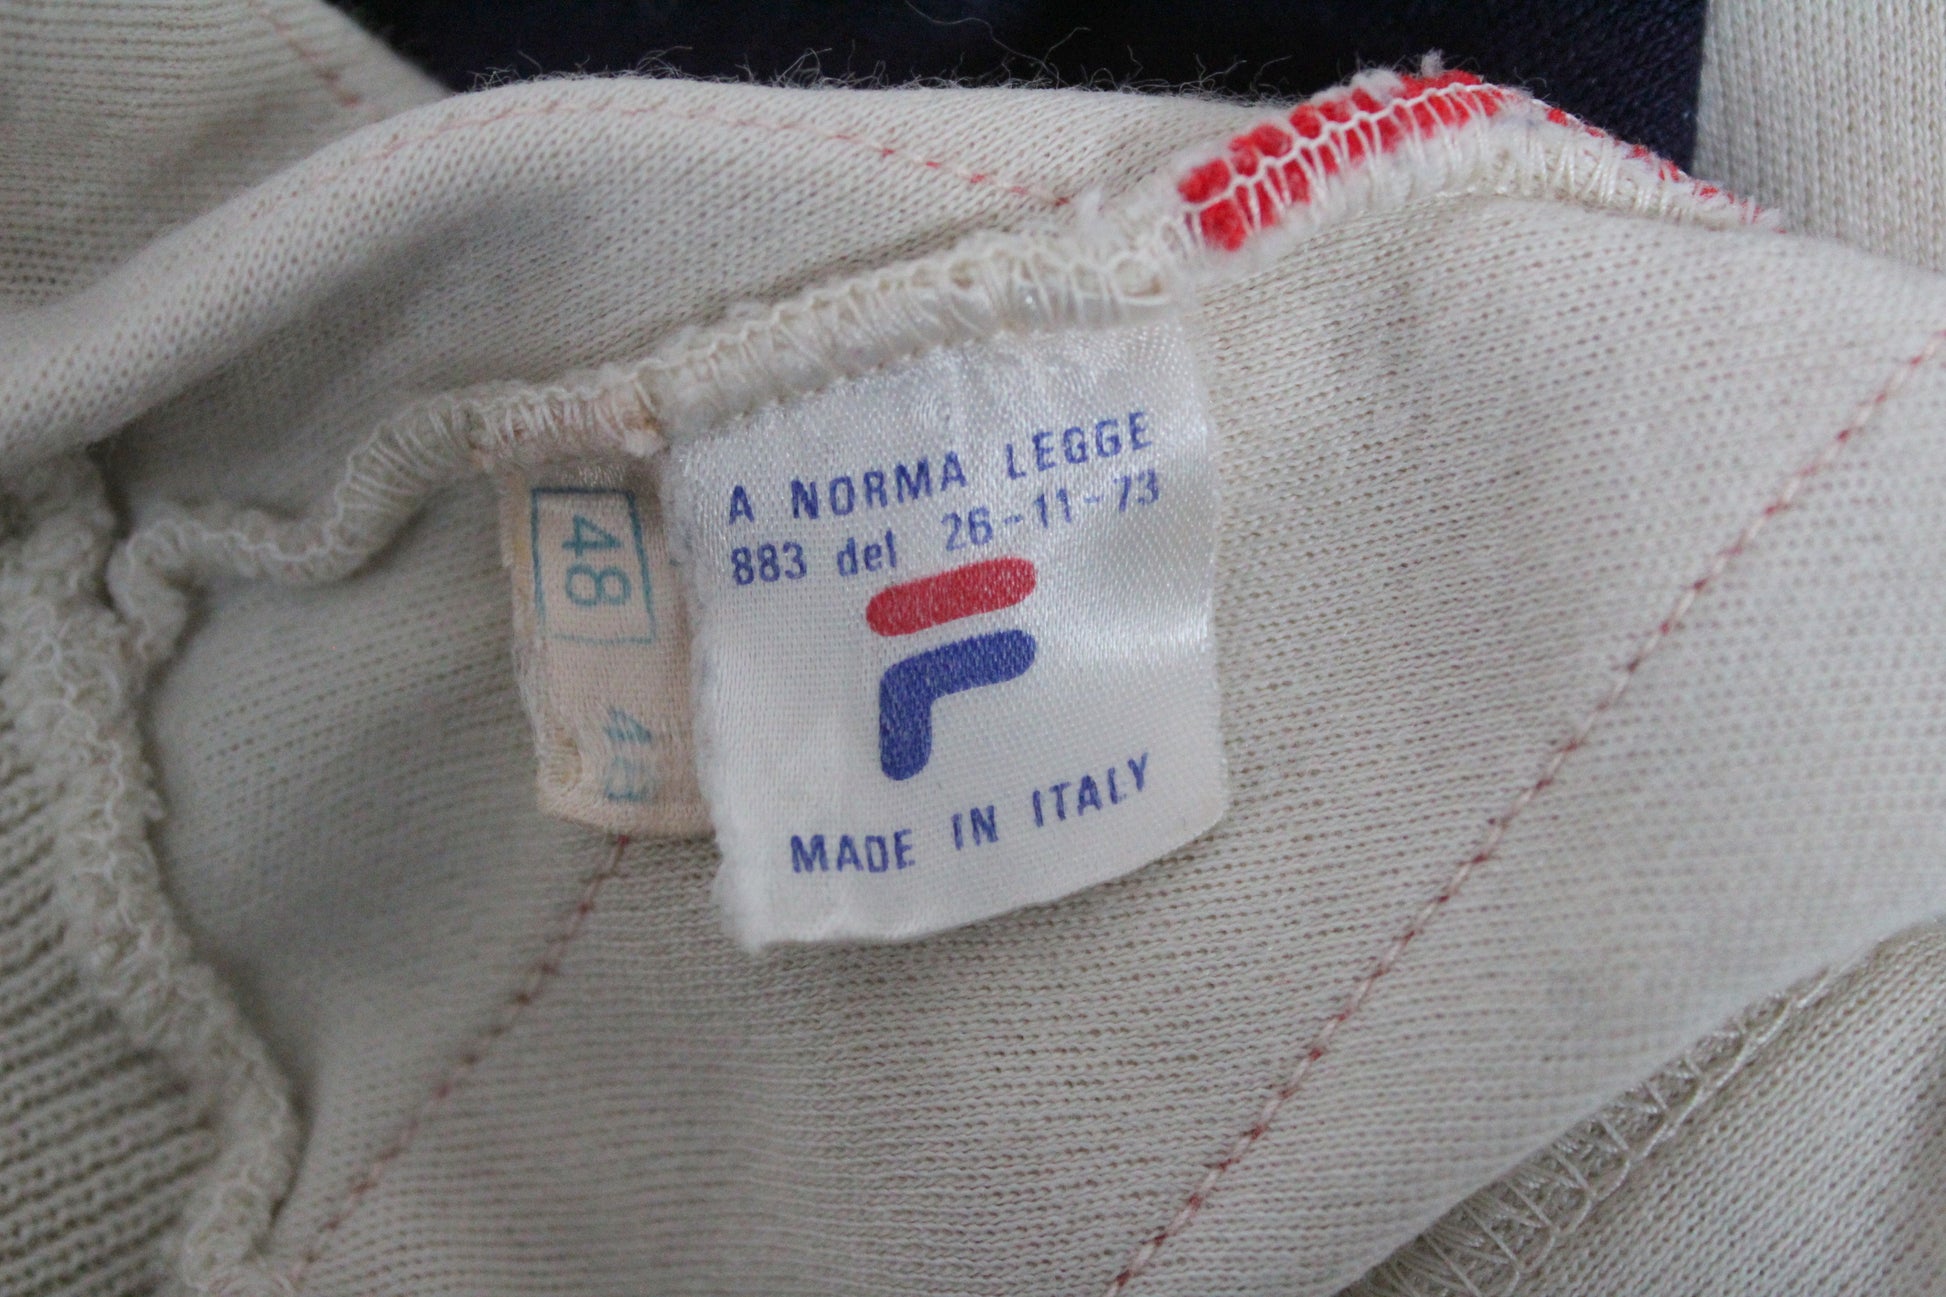 A NORMA LEGGE
883 del 26-11-73
F
MADE IN ITALY
48